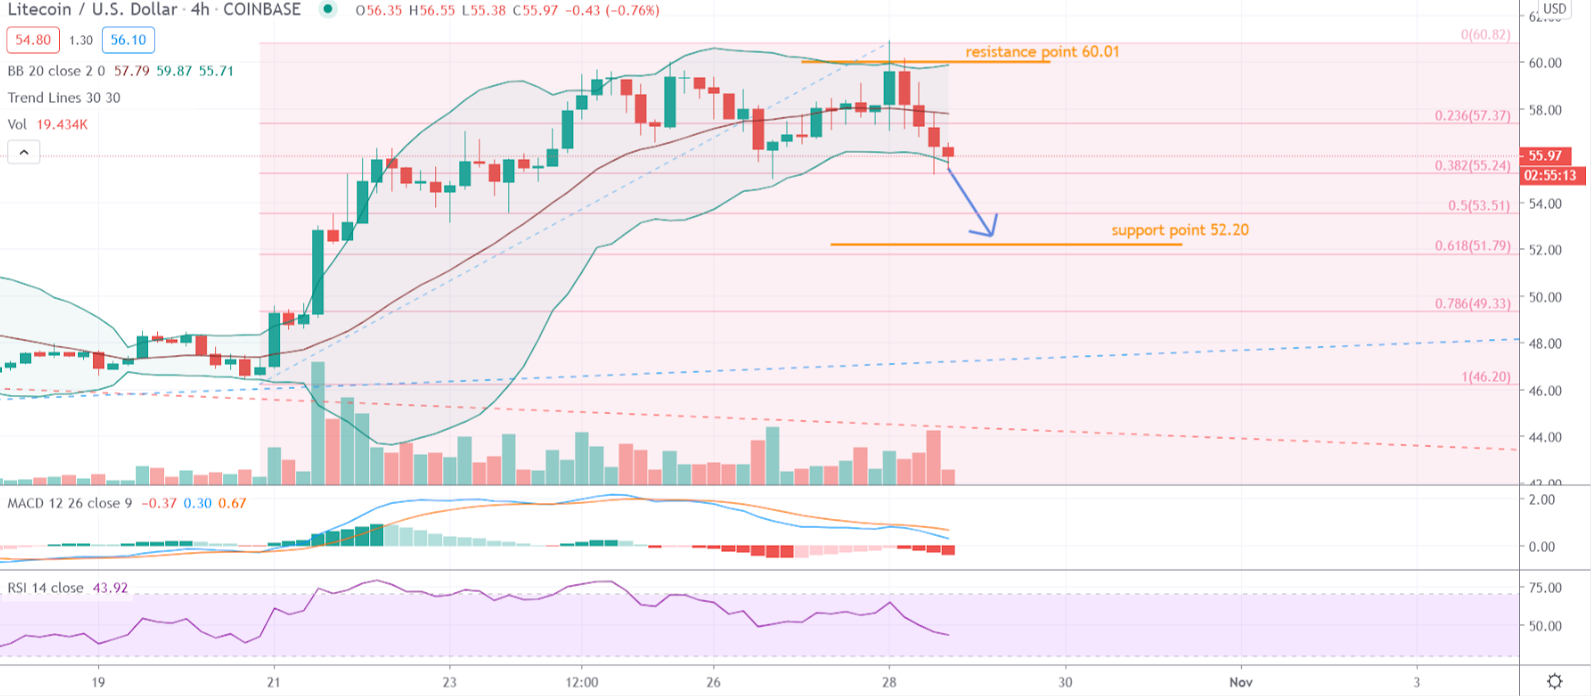 Litecoin / U.S. Dollar · 4h · COINBASE O56.35 H56.55 L55.38 C55.97 −0.43 (−0.76%)
54.80 1.30 56.10
BB 20 close 2 0 57.79 59.87 55.71
Trend Lines 30 30
Vol 19.434K
USD
resistance point 60.01
support point 52.20
0(60.82)
0.236(57.37)
0.382(55.24)
0.5(53.51)
0.618(51.79)
0.786(49.33)
1(46.20)
60.00
58.00
55.97
02:55:13
54.00
52.00
50.00
48.00
46.00
44.00
MACD 12 26 close 9 −0.37 0.30 0.67
2.00
0.00
RSI 14 close 43.92
75.00
50.00
19 21 23 12:00 26 28 30 Nov 3